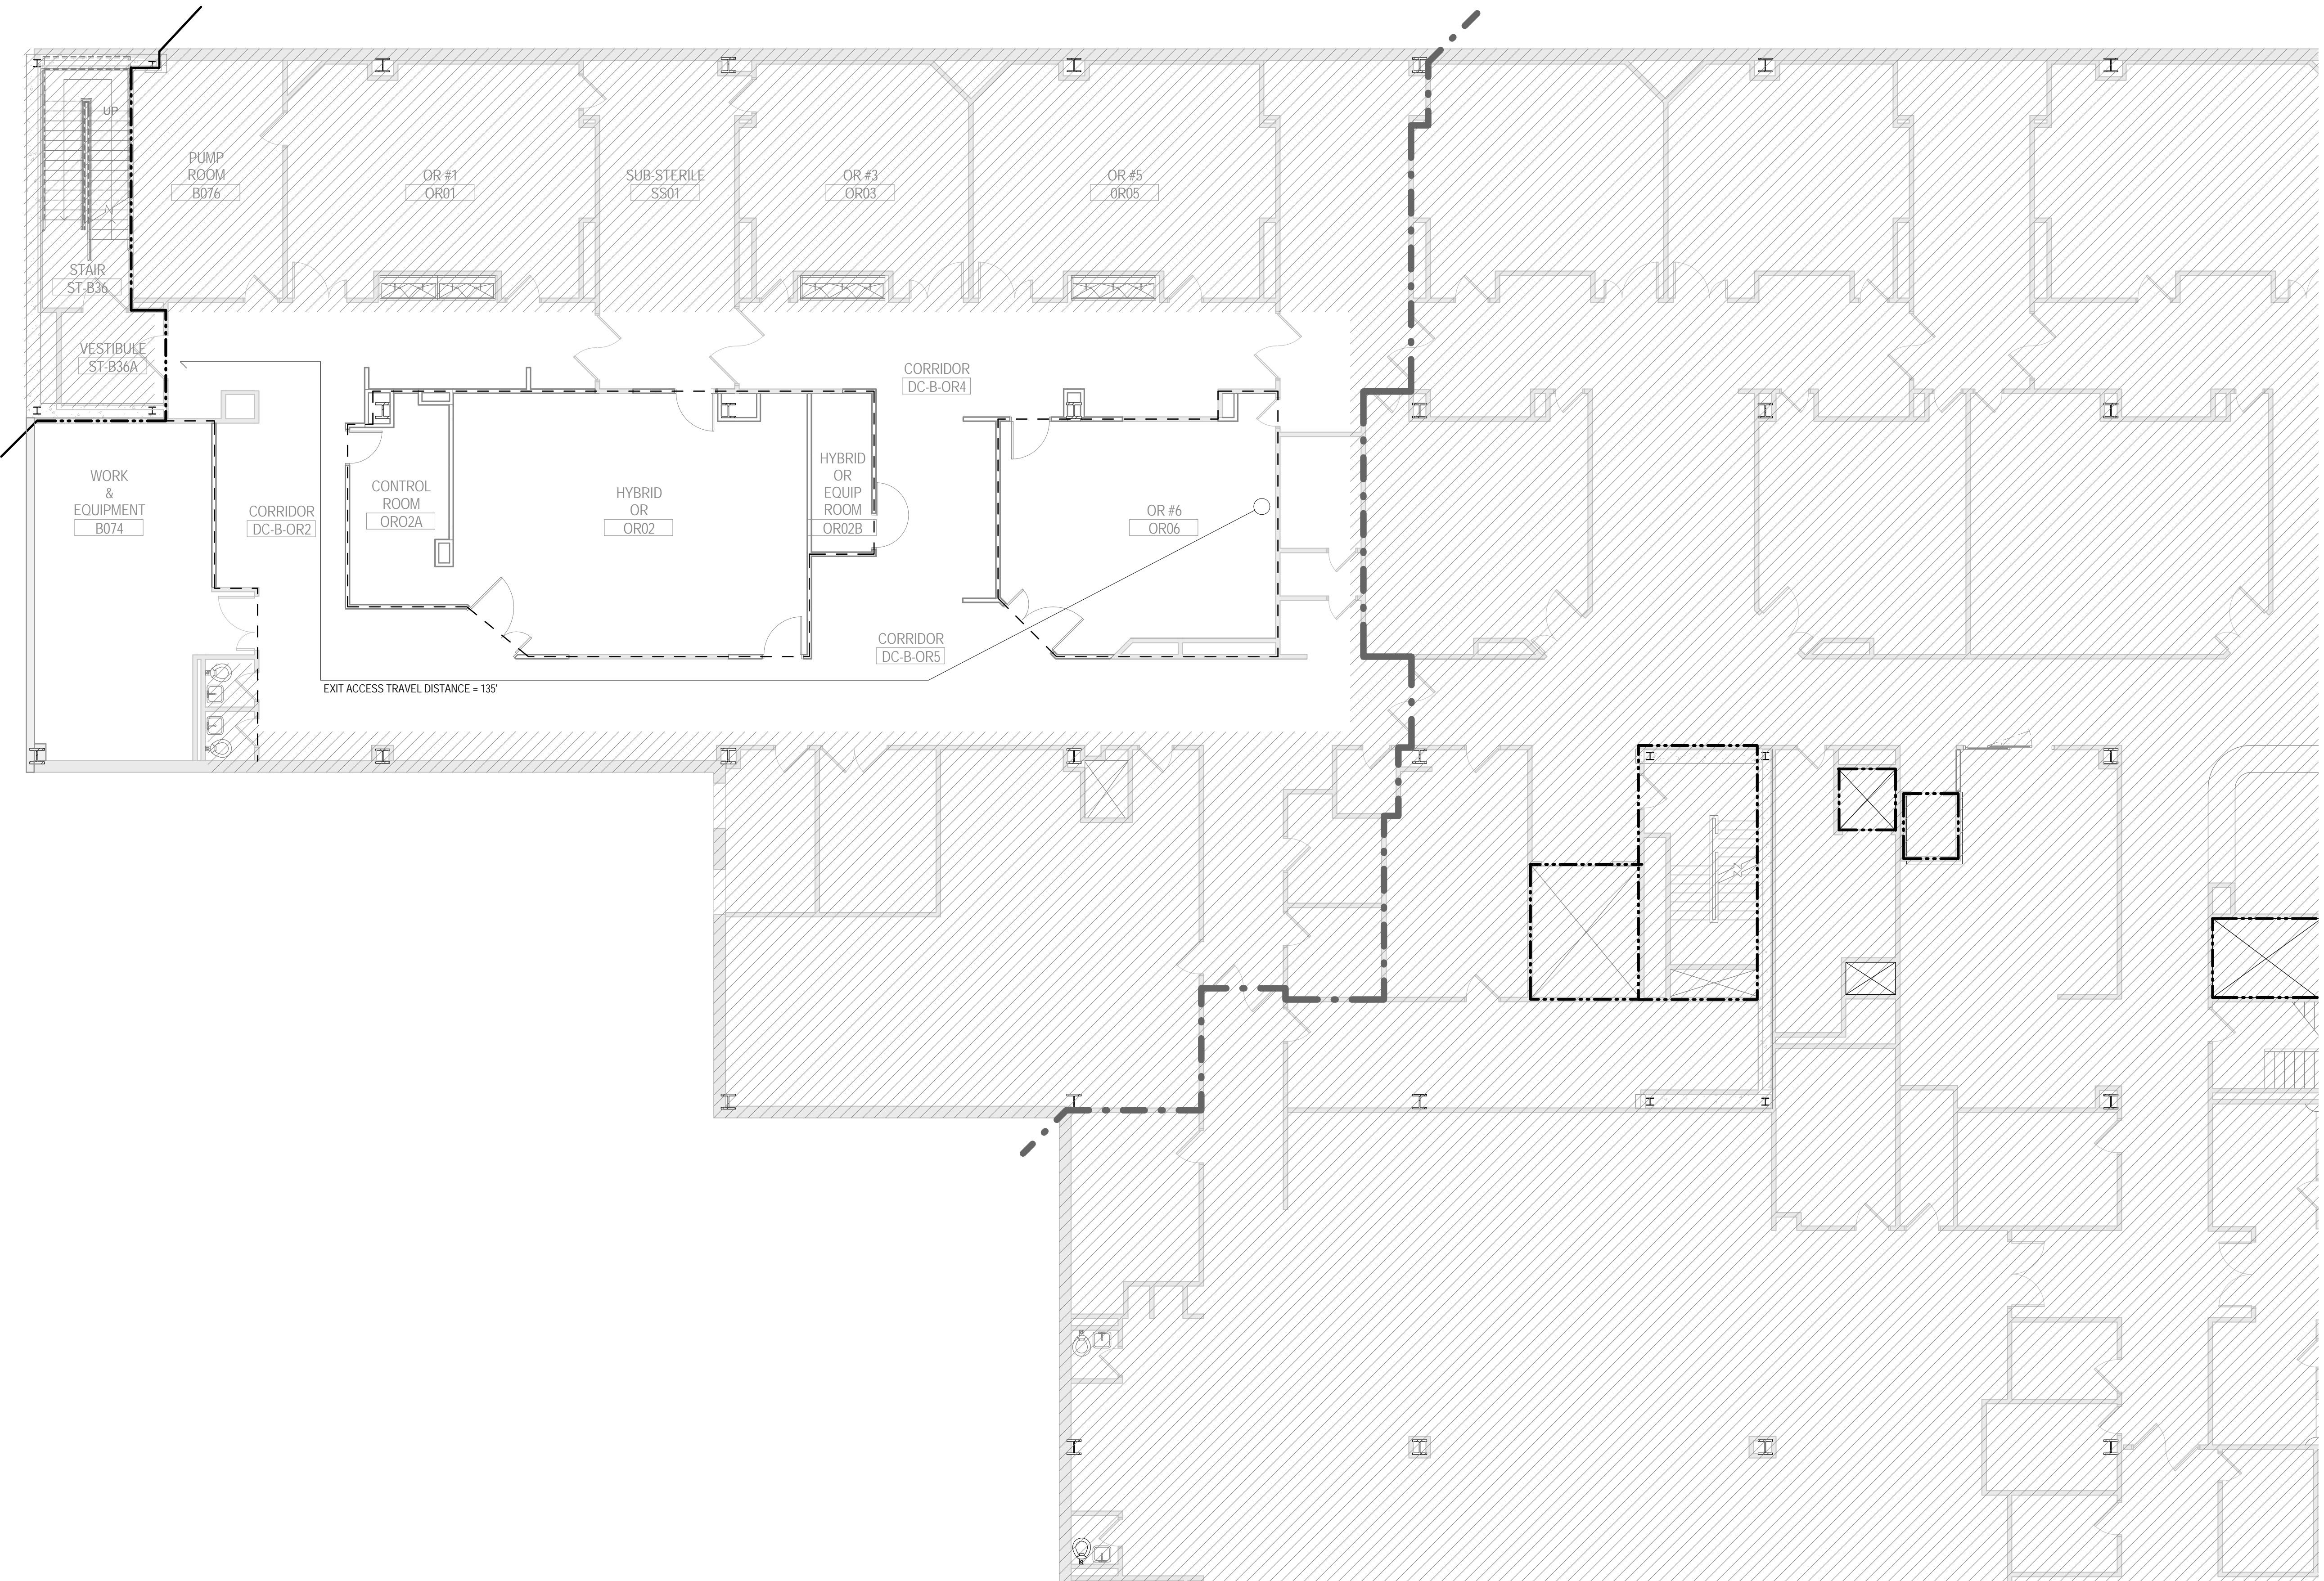 UP
PUMP
ROOM
B076
OR #1
OR01
SUB-STERILE
SS01
OR #3
OR03
OR #5
0R05
STAIR
ST-B36
VESTIBULE
ST-B36A
CORRIDOR
DC-B-OR4
WORK
&
EQUIPMENT
B074
CORRIDOR
DC-B-OR2
CONTROL
ROOM
ORO2A
HYBRID
OR
OR02
HYBRID
OR
EQUIP
ROOM
OR02B
OR #6
OR06
CORRIDOR
DC-B-OR5
EXIT ACCESS TRAVEL DISTANCE = 135'